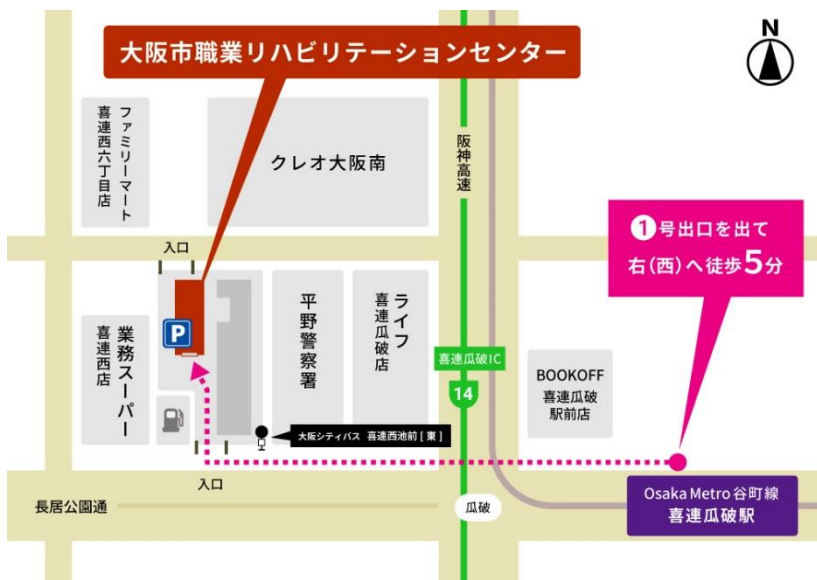 N
大阪市職業リハビリテーションセンター
ファミリーマート
喜連西六丁目店
クレオ大阪南
阪神高速
❶号出口を出て
右(西)へ徒歩5分
入口
P
業務スーパー
喜連西店
平野警察署
ライフ
喜連瓜破店
喜連瓜破IC
14
BOOKOFF
喜連瓜破
駅前店
大阪シティバス 喜連西池前[東]
入口
長居公園通
瓜破
Osaka Metro 谷町線
喜連瓜破駅